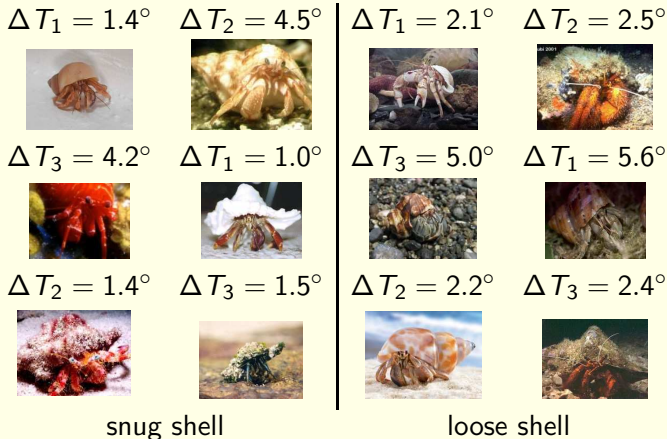 ΔT₁ = 1.4° ΔT₂ = 4.5° ΔT₁ = 2.1° ΔT₂ = 2.5°
2001
ΔT₃ = 4.2° ΔT₁ = 1.0° ΔT₃ = 5.0° ΔT₁ = 5.6°
ΔT₂ = 1.4° ΔT₃ = 1.5° ΔT₂ = 2.2° ΔT₃ = 2.4°
snug shell loose shell